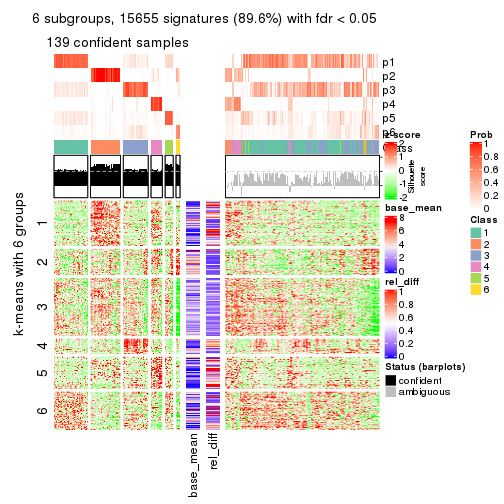 6 subgroups, 15655 signatures (89.6%) with fdr < 0.05
139 confident samples
p1
p2
p3
p4
p5
p6
Class
z-score
2
1
0
-1
-2
Silhouette
score
Prob
1
0.8
0.6
0.4
0.2
0
base_mean
8
6
4
2
0
Class
1
2
3
4
5
6
rel_diff
1
0.8
0.6
0.4
0.2
0
Status (barplots)
confident
ambiguous
k-means with 6 groups
1
2
3
4
5
6
base_mean
rel_diff